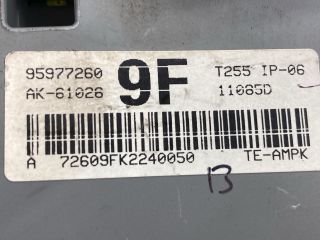 95977260 9F T255 IP-06
AK-61026 11085D
A 72609FK2240050 TE-AMPK
13